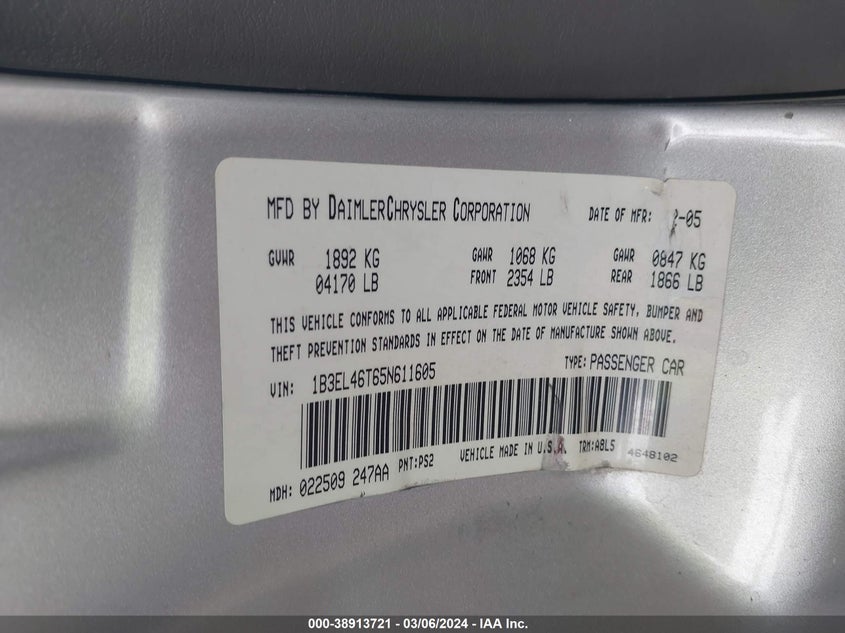 MFD BY DAIMLERCHRYSLER CORPORATION DATE OF MFR: -05
GVWR 1892 KG GAWR 1068 KG GAWR 0847 KG
04170 LB FRONT 2354 LB REAR 1866 LB
THIS VEHICLE CONFORMS TO ALL APPLICABLE FEDERAL MOTOR VEHICLE SAFETY, BUMPER AND
THEFT PREVENTION STANDARDS IN EFFECT ON THE DATE OF MANUFACTURE SHOWN ABOVE.
VIN: 1B3EL46T65N611605 TYPE: PASSENGER CAR
MDH: 022509 247AA PNT:PS2 VEHICLE MADE IN U.S.A. TRM:ABL5 4648102
000-38913721 - 03/06/2024 - IAA Inc.